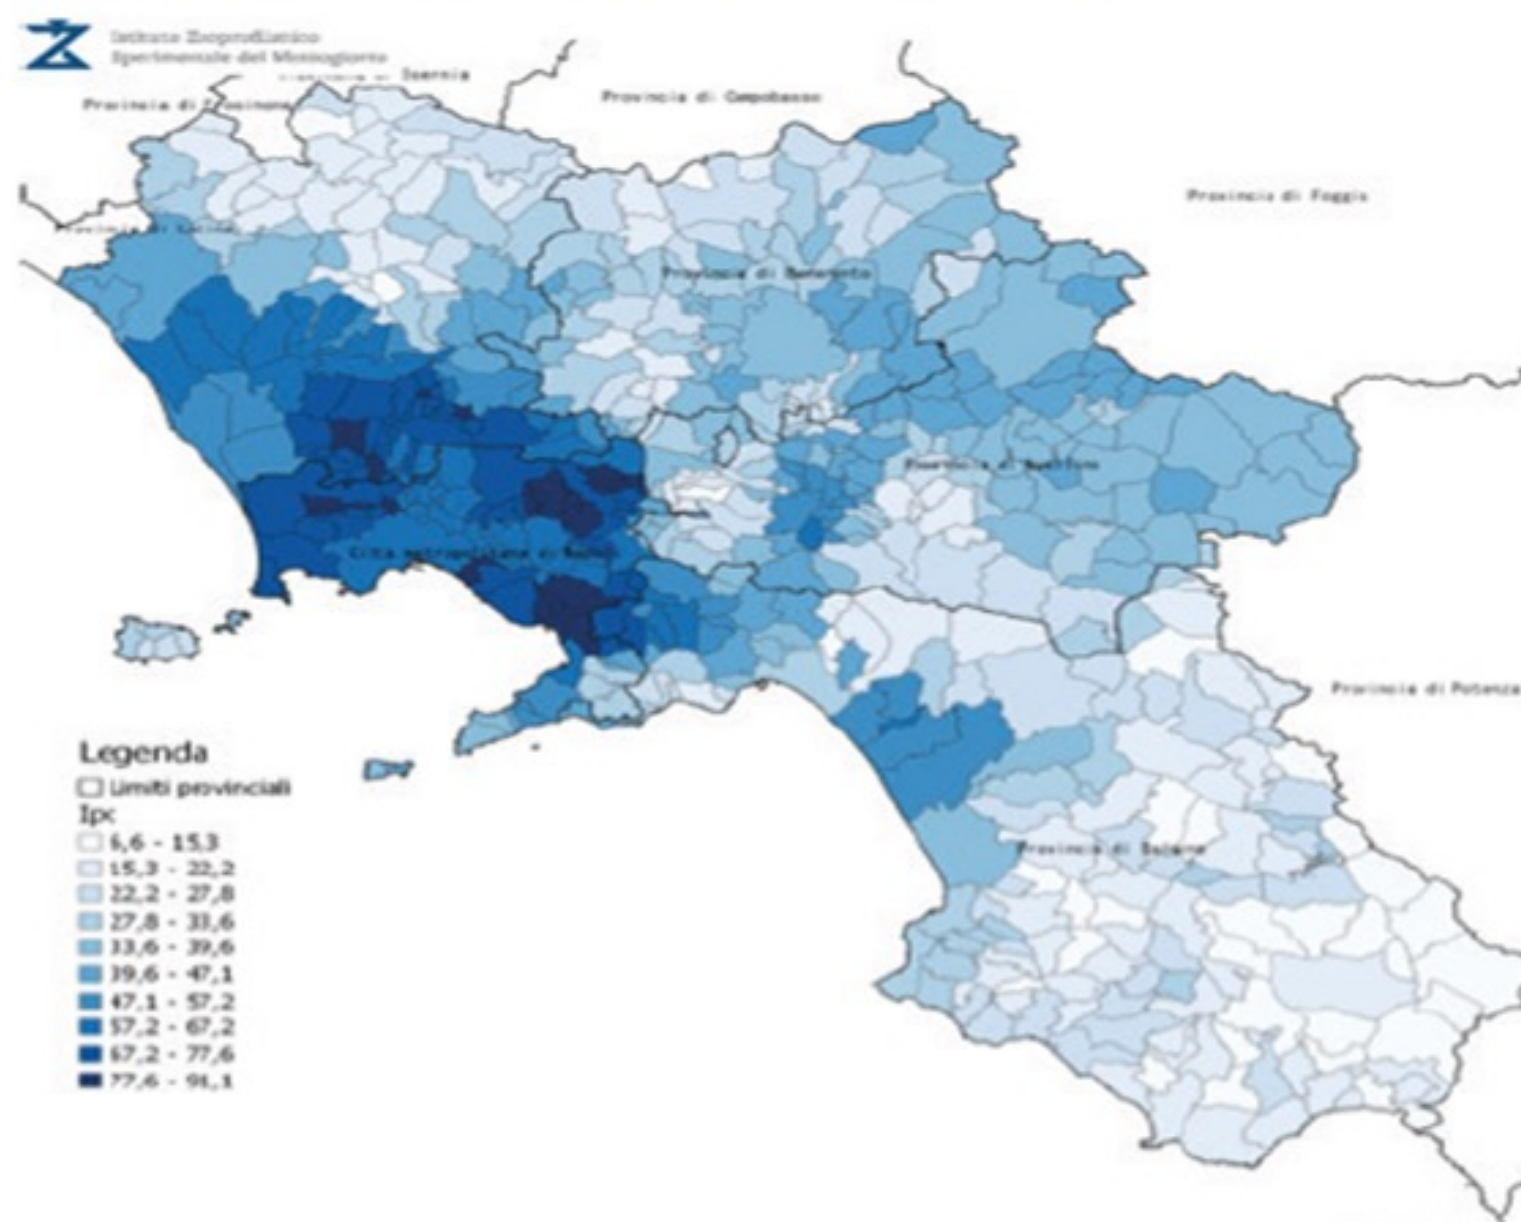 Istituto Zooprofilattico
Sperimentale del Mezzogiorno
Isernia
Provincia di Frosinone
Provincia di Campobasso
Provincia di Foggia
Provincia di
Provincia di Benevento
Provincia di Avellino
Città metropolitana di Napoli
Provincia di Potenza
Provincia di Salerno
Legenda
Limiti provinciali
Ipc
6,6 - 15,3
15,3 - 22,2
22,2 - 27,8
27,8 - 33,6
33,6 - 39,6
39,6 - 47,1
47,1 - 57,2
57,2 - 67,2
67,2 - 77,6
77,6 - 91,1